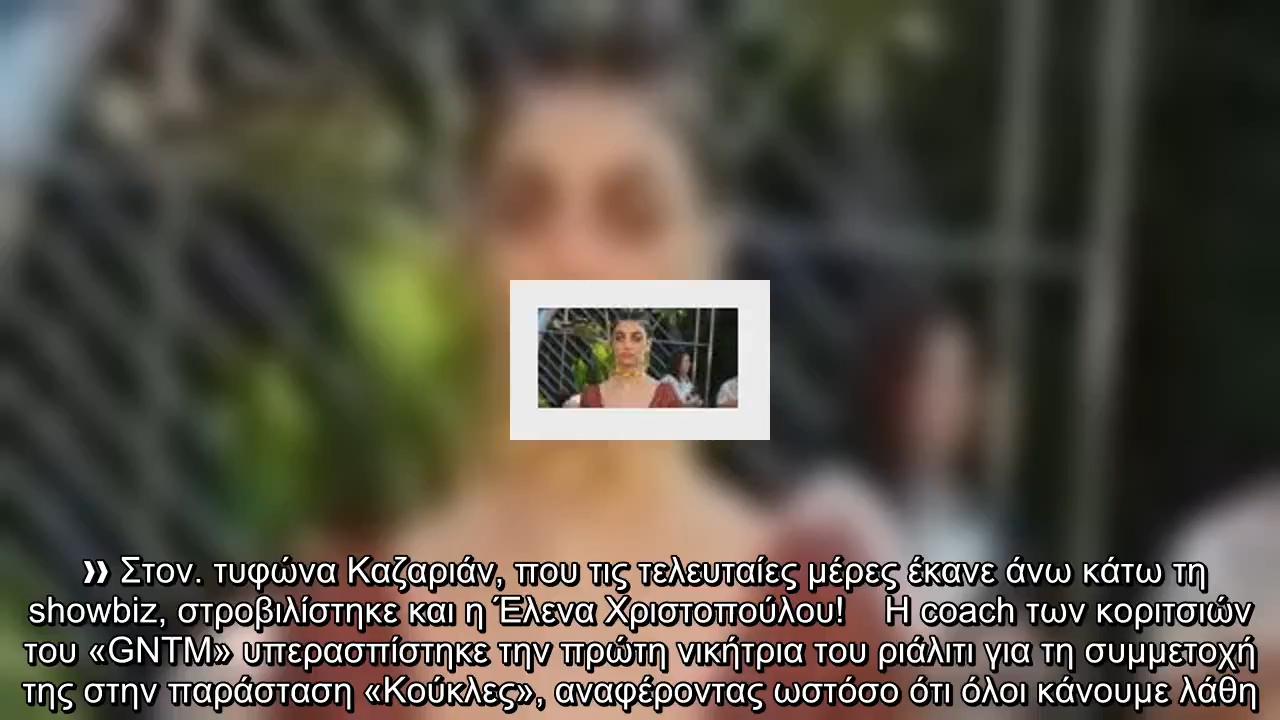 » Στον. τυφώνα Καζαριάν, που τις τελευταίες μέρες έκανε άνω κάτω τη
showbiz, στροβιλίστηκε και η Έλενα Χριστοπούλου! Η coach των κοριτσιών
του «GNTM» υπερασπίστηκε την πρώτη νικήτρια του ριάλιτι για τη συμμετοχή
της στην παράσταση «Κούκλες», αναφέροντας ωστόσο ότι όλοι κάνουμε λάθη